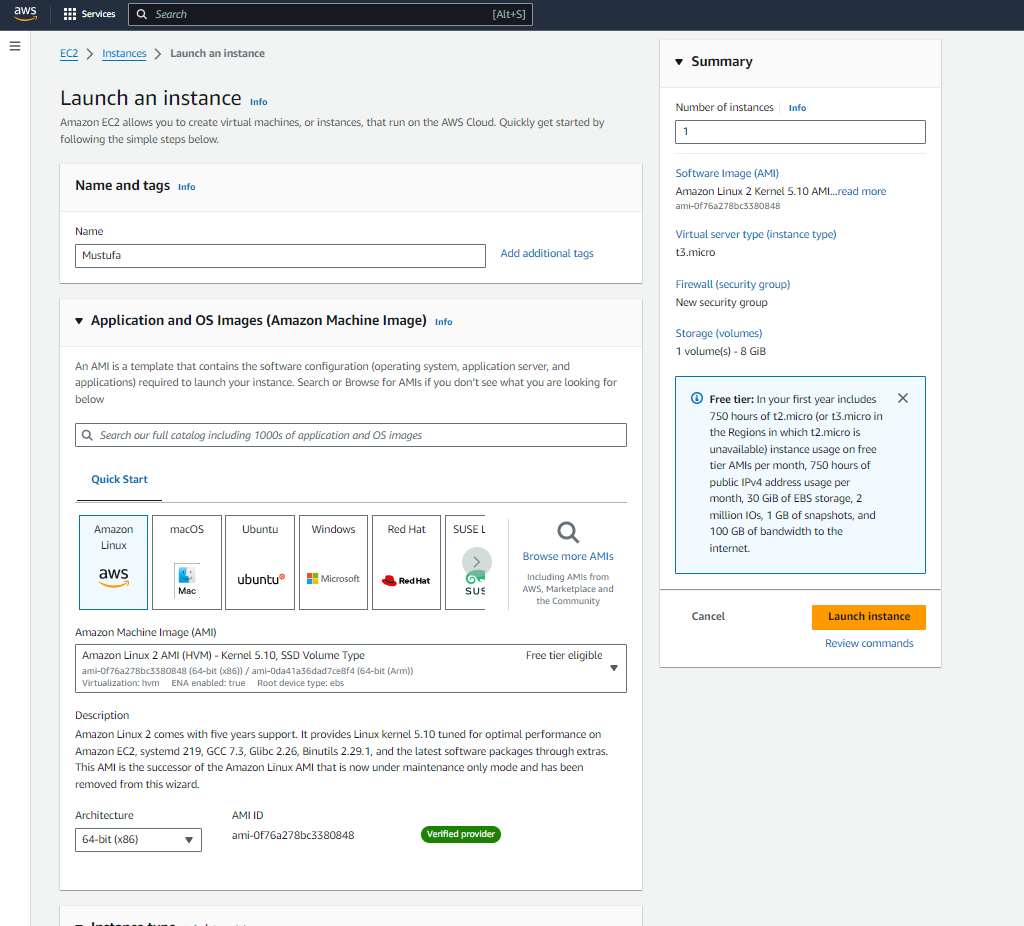 aws
Services
Search
[Alt+S]
EC2
Instances
Launch an instance
Launch an instance Info
Amazon EC2 allows you to create virtual machines, or instances, that run on the AWS Cloud. Quickly get started by
following the simple steps below.
Name and tags Info
Name
Mustufa
Add additional tags
Application and OS Images (Amazon Machine Image) Info
An AMI is a template that contains the software configuration (operating system, application server, and
applications) required to launch your instance. Search or Browse for AMIs if you don't see what you are looking for
below
Search our full catalog including 1000s of application and OS images
Quick Start
Amazon
Linux
aws
macOS
Mac
Ubuntu
ubuntu
Windows
Microsoft
Red Hat
Red Hat
SUSE L
SUS
Browse more AMIs
Including AMIs from
AWS, Marketplace and
the Community
Amazon Machine Image (AMI)
Amazon Linux 2 AMI (HVM) - Kernel 5.10, SSD Volume Type
Free tier eligible
ami-0f76a278bc3380848 (64-bit (x86)) / ami-0da41a36dad7ce8f4 (64-bit (Arm))
Virtualization: hvm ENA enabled: true Root device type: ebs
Description
Amazon Linux 2 comes with five years support. It provides Linux kernel 5.10 tuned for optimal performance on
Amazon EC2, systemd 219, GCC 7.3, Glibc 2.26, Binutils 2.29.1, and the latest software packages through extras.
This AMI is the successor of the Amazon Linux AMI that is now under maintenance only mode and has been
removed from this wizard.
Architecture
64-bit (x86)
AMI ID
ami-0f76a278bc3380848
Verified provider
Instance type
Summary
Number of instances Info
1
Software Image (AMI)
Amazon Linux 2 Kernel 5.10 AMI...read more
ami-0f76a278bc3380848
Virtual server type (instance type)
t3.micro
Firewall (security group)
New security group
Storage (volumes)
1 volume(s) - 8 GiB
Free tier: In your first year includes
750 hours of t2.micro (or t3.micro in
the Regions in which t2.micro is
unavailable) instance usage on free
tier AMIs per month, 750 hours of
public IPv4 address usage per
month, 30 GiB of EBS storage, 2
million IOs, 1 GB of snapshots, and
100 GB of bandwidth to the
internet.
Cancel
Launch instance
Review commands